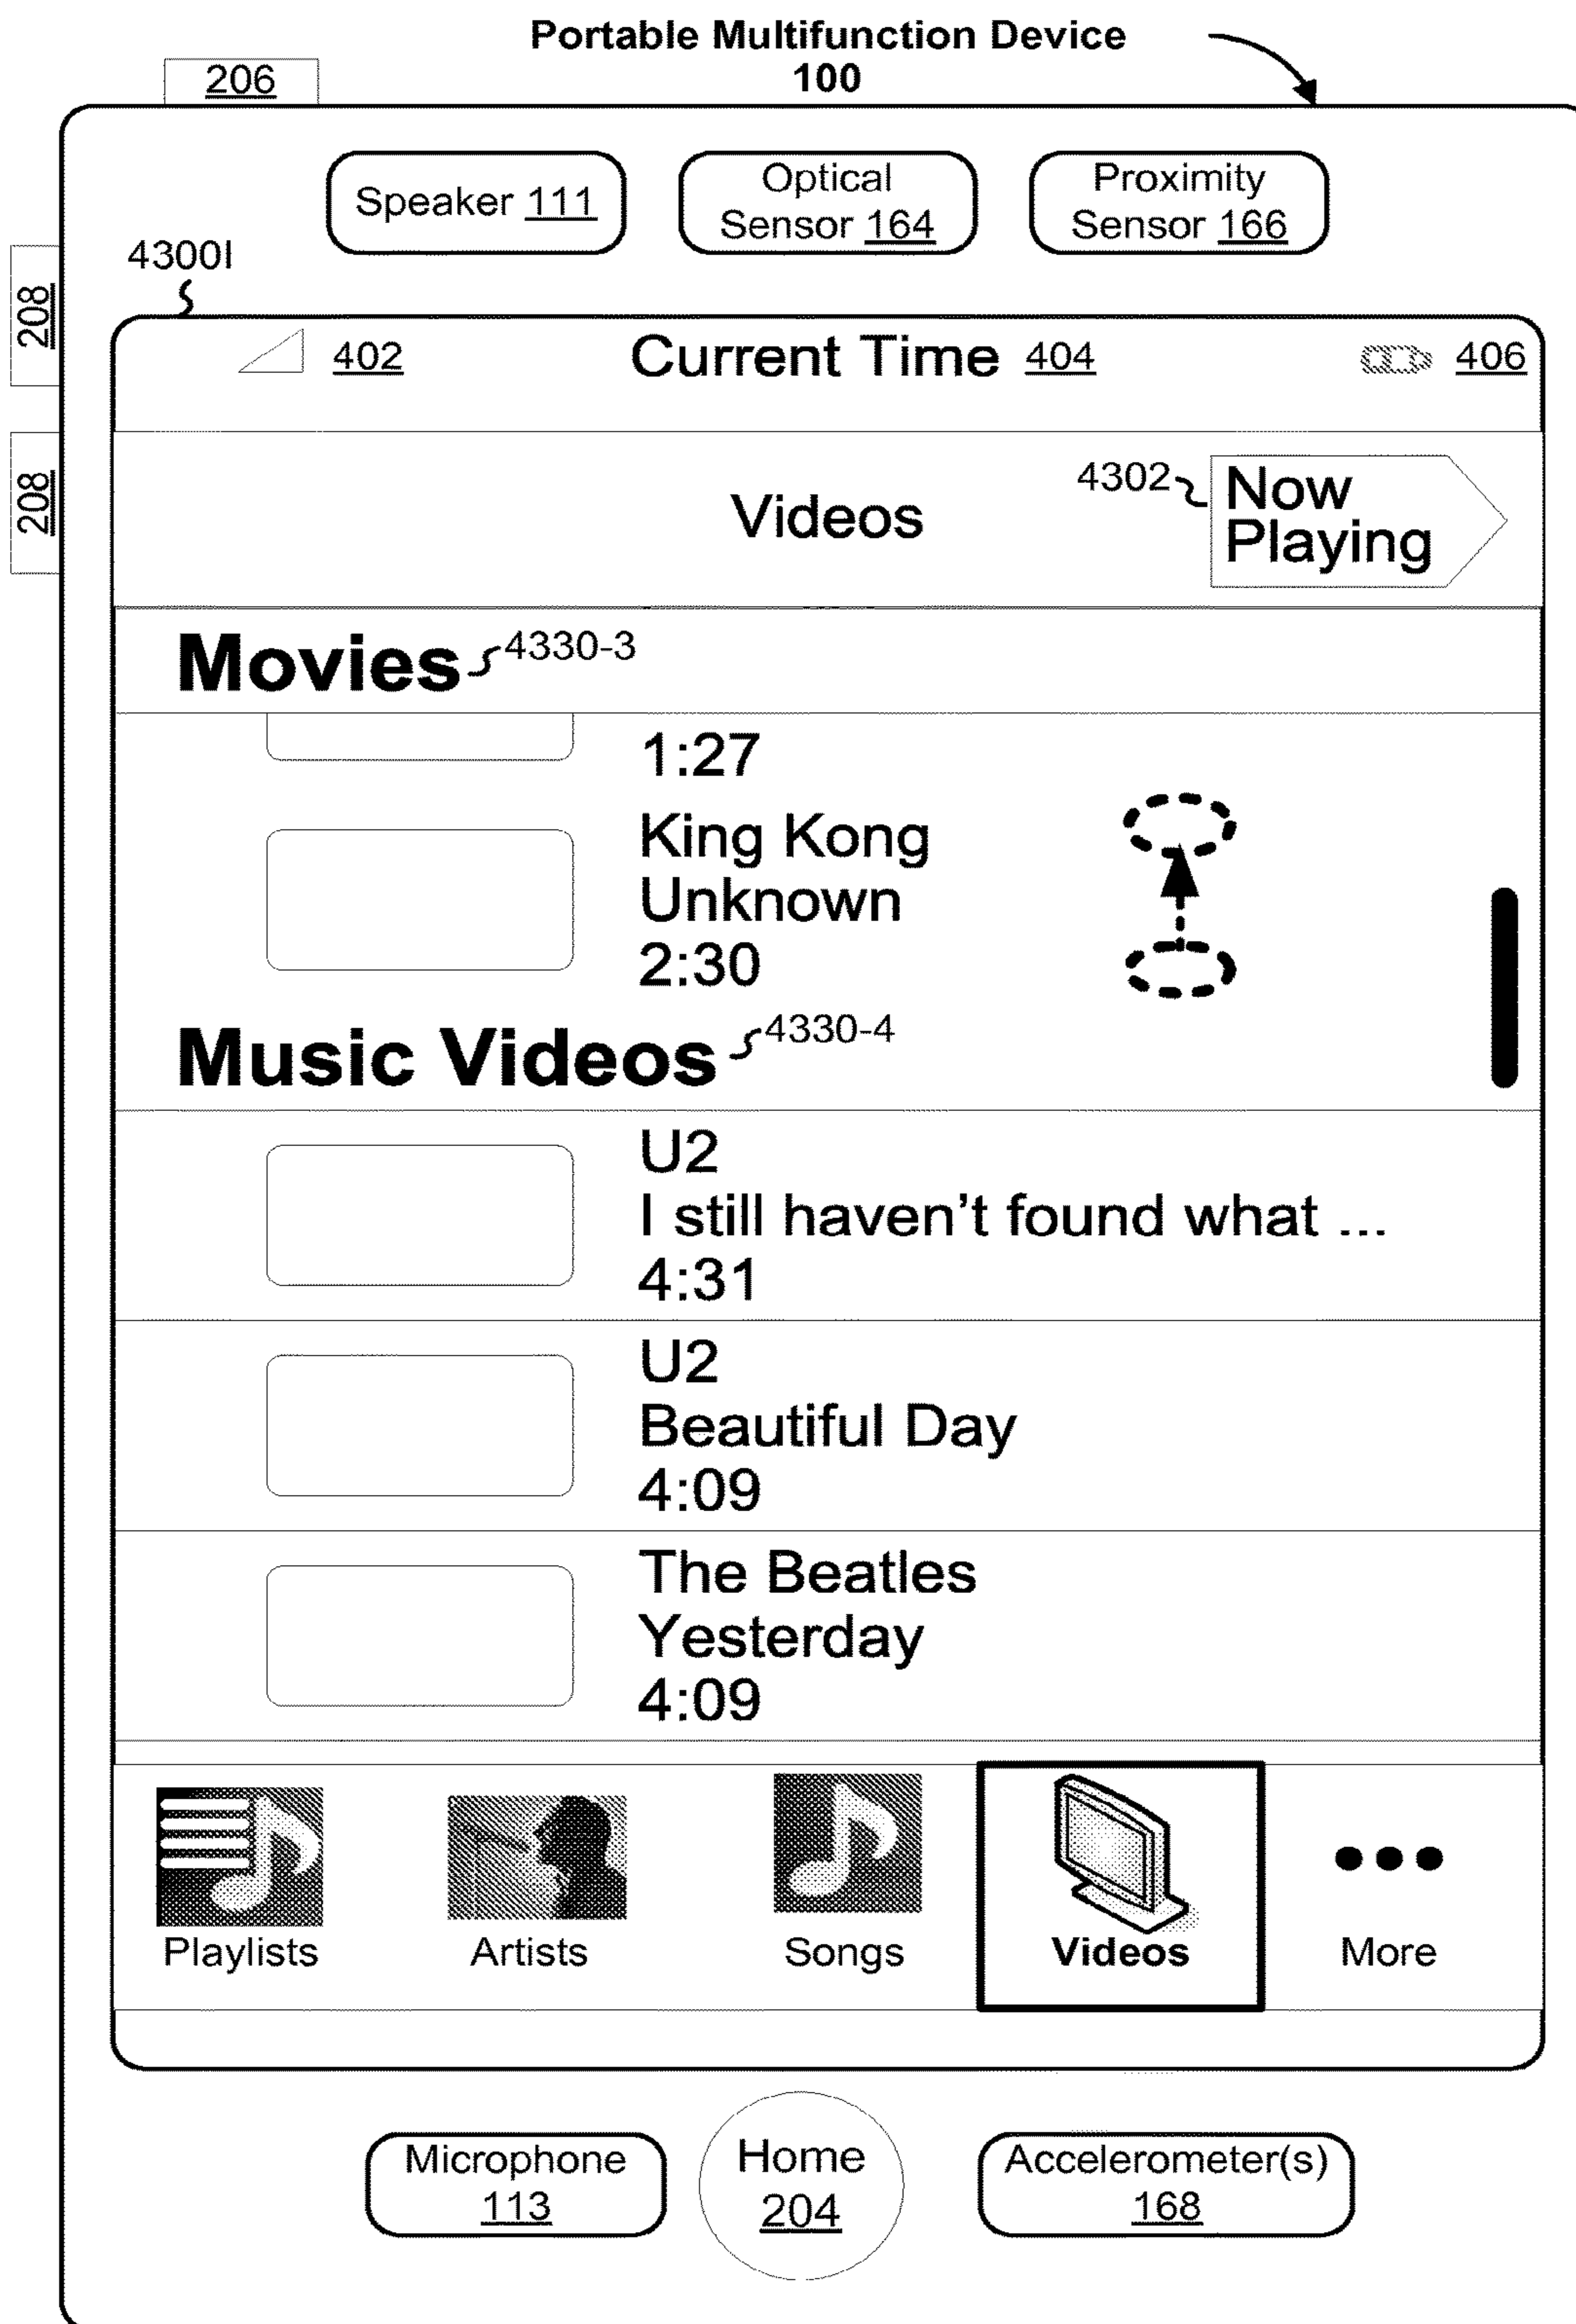 Portable Multifunction Device
100
206
Speaker 111
Optical
Sensor 164
Proximity
Sensor 166
4300I
208
208
402
Current Time 404
406
Videos
4302
Now
Playing
Movies
4330-3
1:27
King Kong
Unknown
2:30
Music Videos
4330-4
U2
I still haven't found what ...
4:31
U2
Beautiful Day
4:09
The Beatles
Yesterday
4:09
Playlists
Artists
Songs
Videos
More
Microphone
113
Home
204
Accelerometer(s)
168